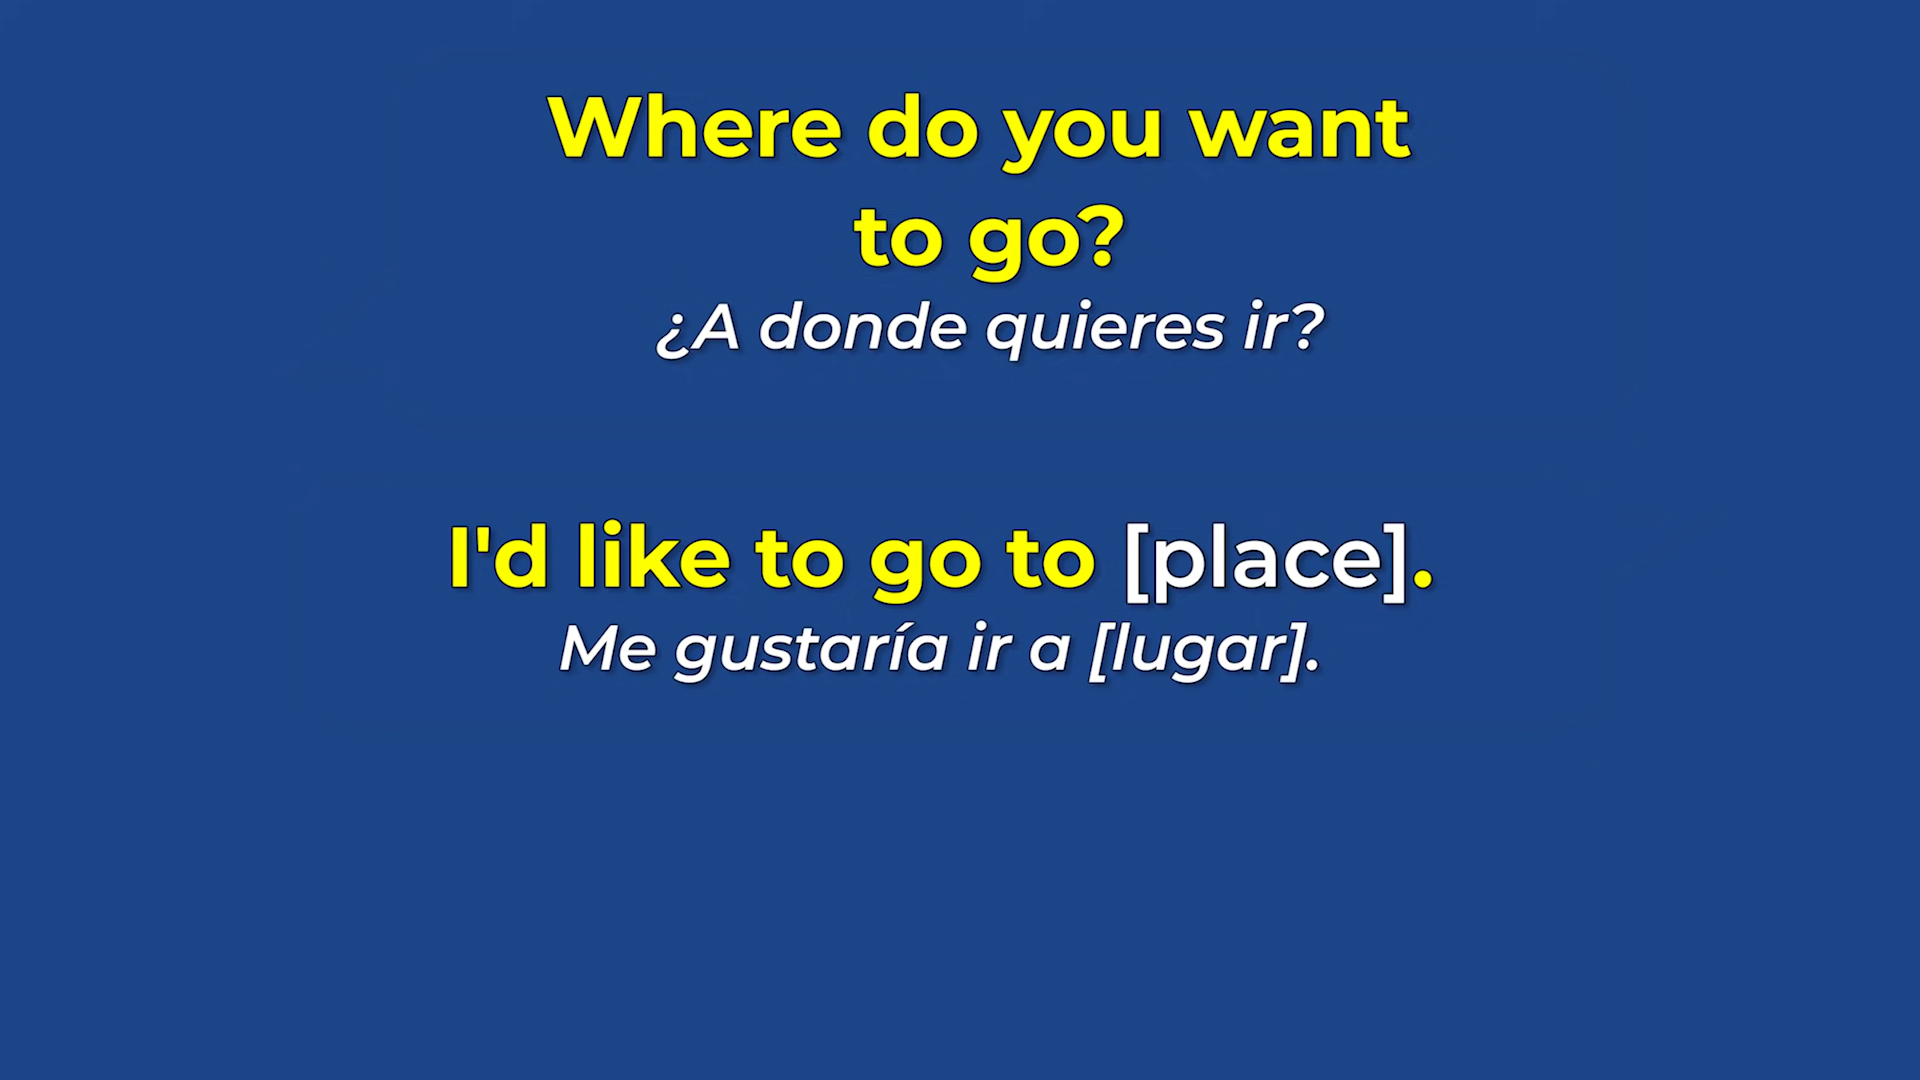 Where do you want
to go?
¿A donde quieres ir?
I'd like to go to [place].
Me gustaría ir a [lugar].